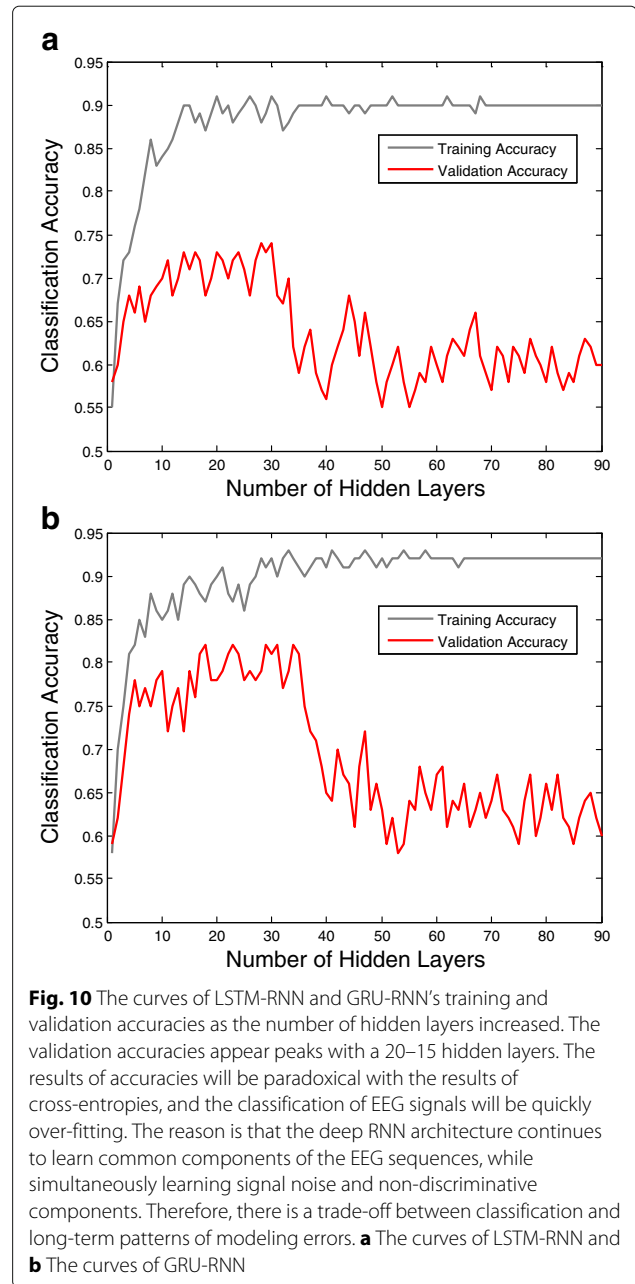 a
0.95
0.9
0.85
0.8
0.75
0.7
0.65
0.6
0.55
0.5
Classification Accuracy
Training Accuracy
Validation Accuracy
0 10 20 30 40 50 60 70 80 90
Number of Hidden Layers
b
0.95
0.9
0.85
0.8
0.75
0.7
0.65
0.6
0.55
0.5
Classification Accuracy
Training Accuracy
Validation Accuracy
0 10 20 30 40 50 60 70 80 90
Number of Hidden Layers
Fig. 10 The curves of LSTM-RNN and GRU-RNN's training and
validation accuracies as the number of hidden layers increased. The
validation accuracies appear peaks with a 20–15 hidden layers. The
results of accuracies will be paradoxical with the results of
cross-entropies, and the classification of EEG signals will be quickly
over-fitting. The reason is that the deep RNN architecture continues
to learn common components of the EEG sequences, while
simultaneously learning signal noise and non-discriminative
components. Therefore, there is a trade-off between classification and
long-term patterns of modeling errors. a The curves of LSTM-RNN and
b The curves of GRU-RNN